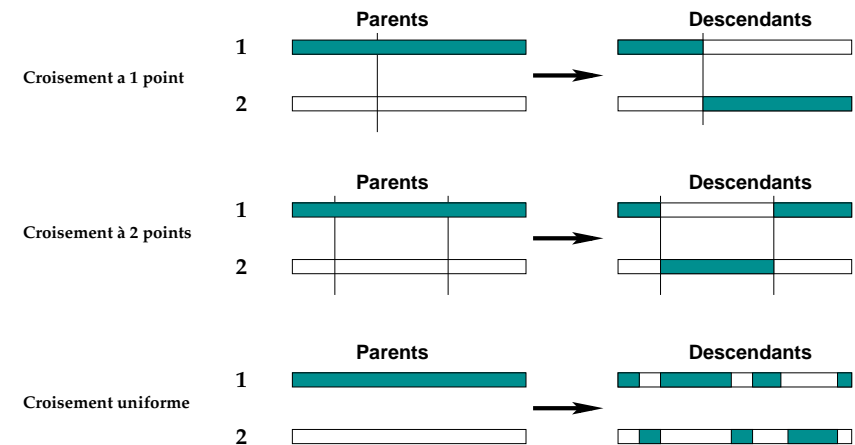 Parents Descendants
1
Croisement a 1 point
2
Parents Descendants
1
Croisement à 2 points
2
Parents Descendants
1
Croisement uniforme
2